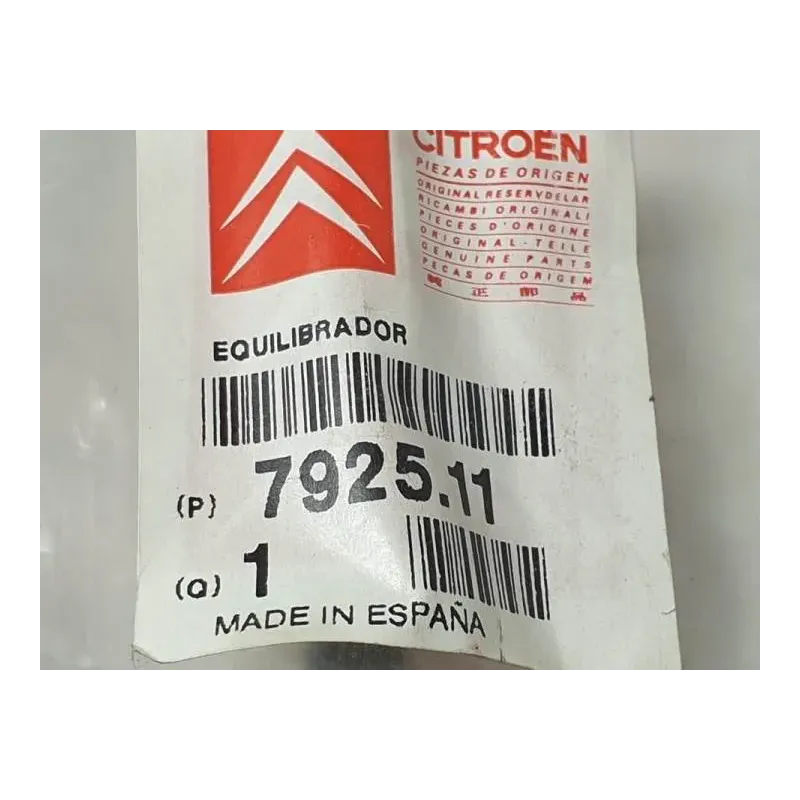 CITROËN
PIEZAS DE ORIGEN
ORIGINAL RESERVDELAR
RICAMBI ORIGINALI
PIECES D'ORIGINE
ORIGINAL-TEILE
GENUINE PARTS
PEÇAS DE ORIGEM
EQUILIBRADOR
(P) 7925.11
(Q) 1
MADE IN ESPAÑA